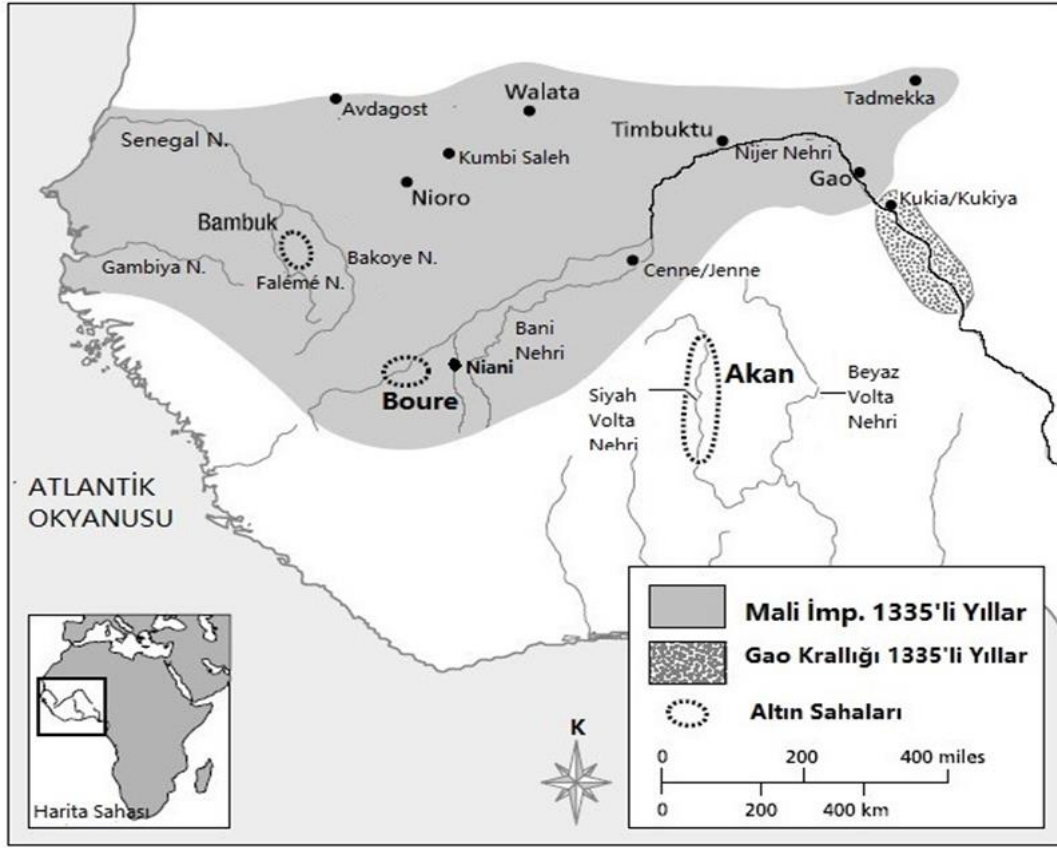 Avdagost
Walata
Tadmekka
Senegal N.
Timbuktu
Nijer Nehri
Kumbi Saleh
Gao
Nioro
Kukia/Kukiya
Bambuk
Bakoye N.
Gambiya N.
Falémé N.
Cenne/Jenne
Bani
Nehri
Niani
Boure
Akan
Siyah
Volta
Nehri
Beyaz
Volta
Nehri
ATLANTİK
OKYANUSU
Mali İmp. 1335'li Yıllar
Gao Krallığı 1335'li Yıllar
Altın Sahaları
K
0 200 400 miles
0 200 400 km
Harita Sahası